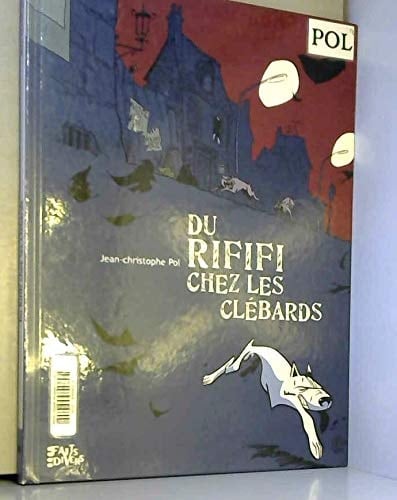 POL
DU
Jean-christophe Pol
RIFIFI
CHEZ LES
CLÉBARDS